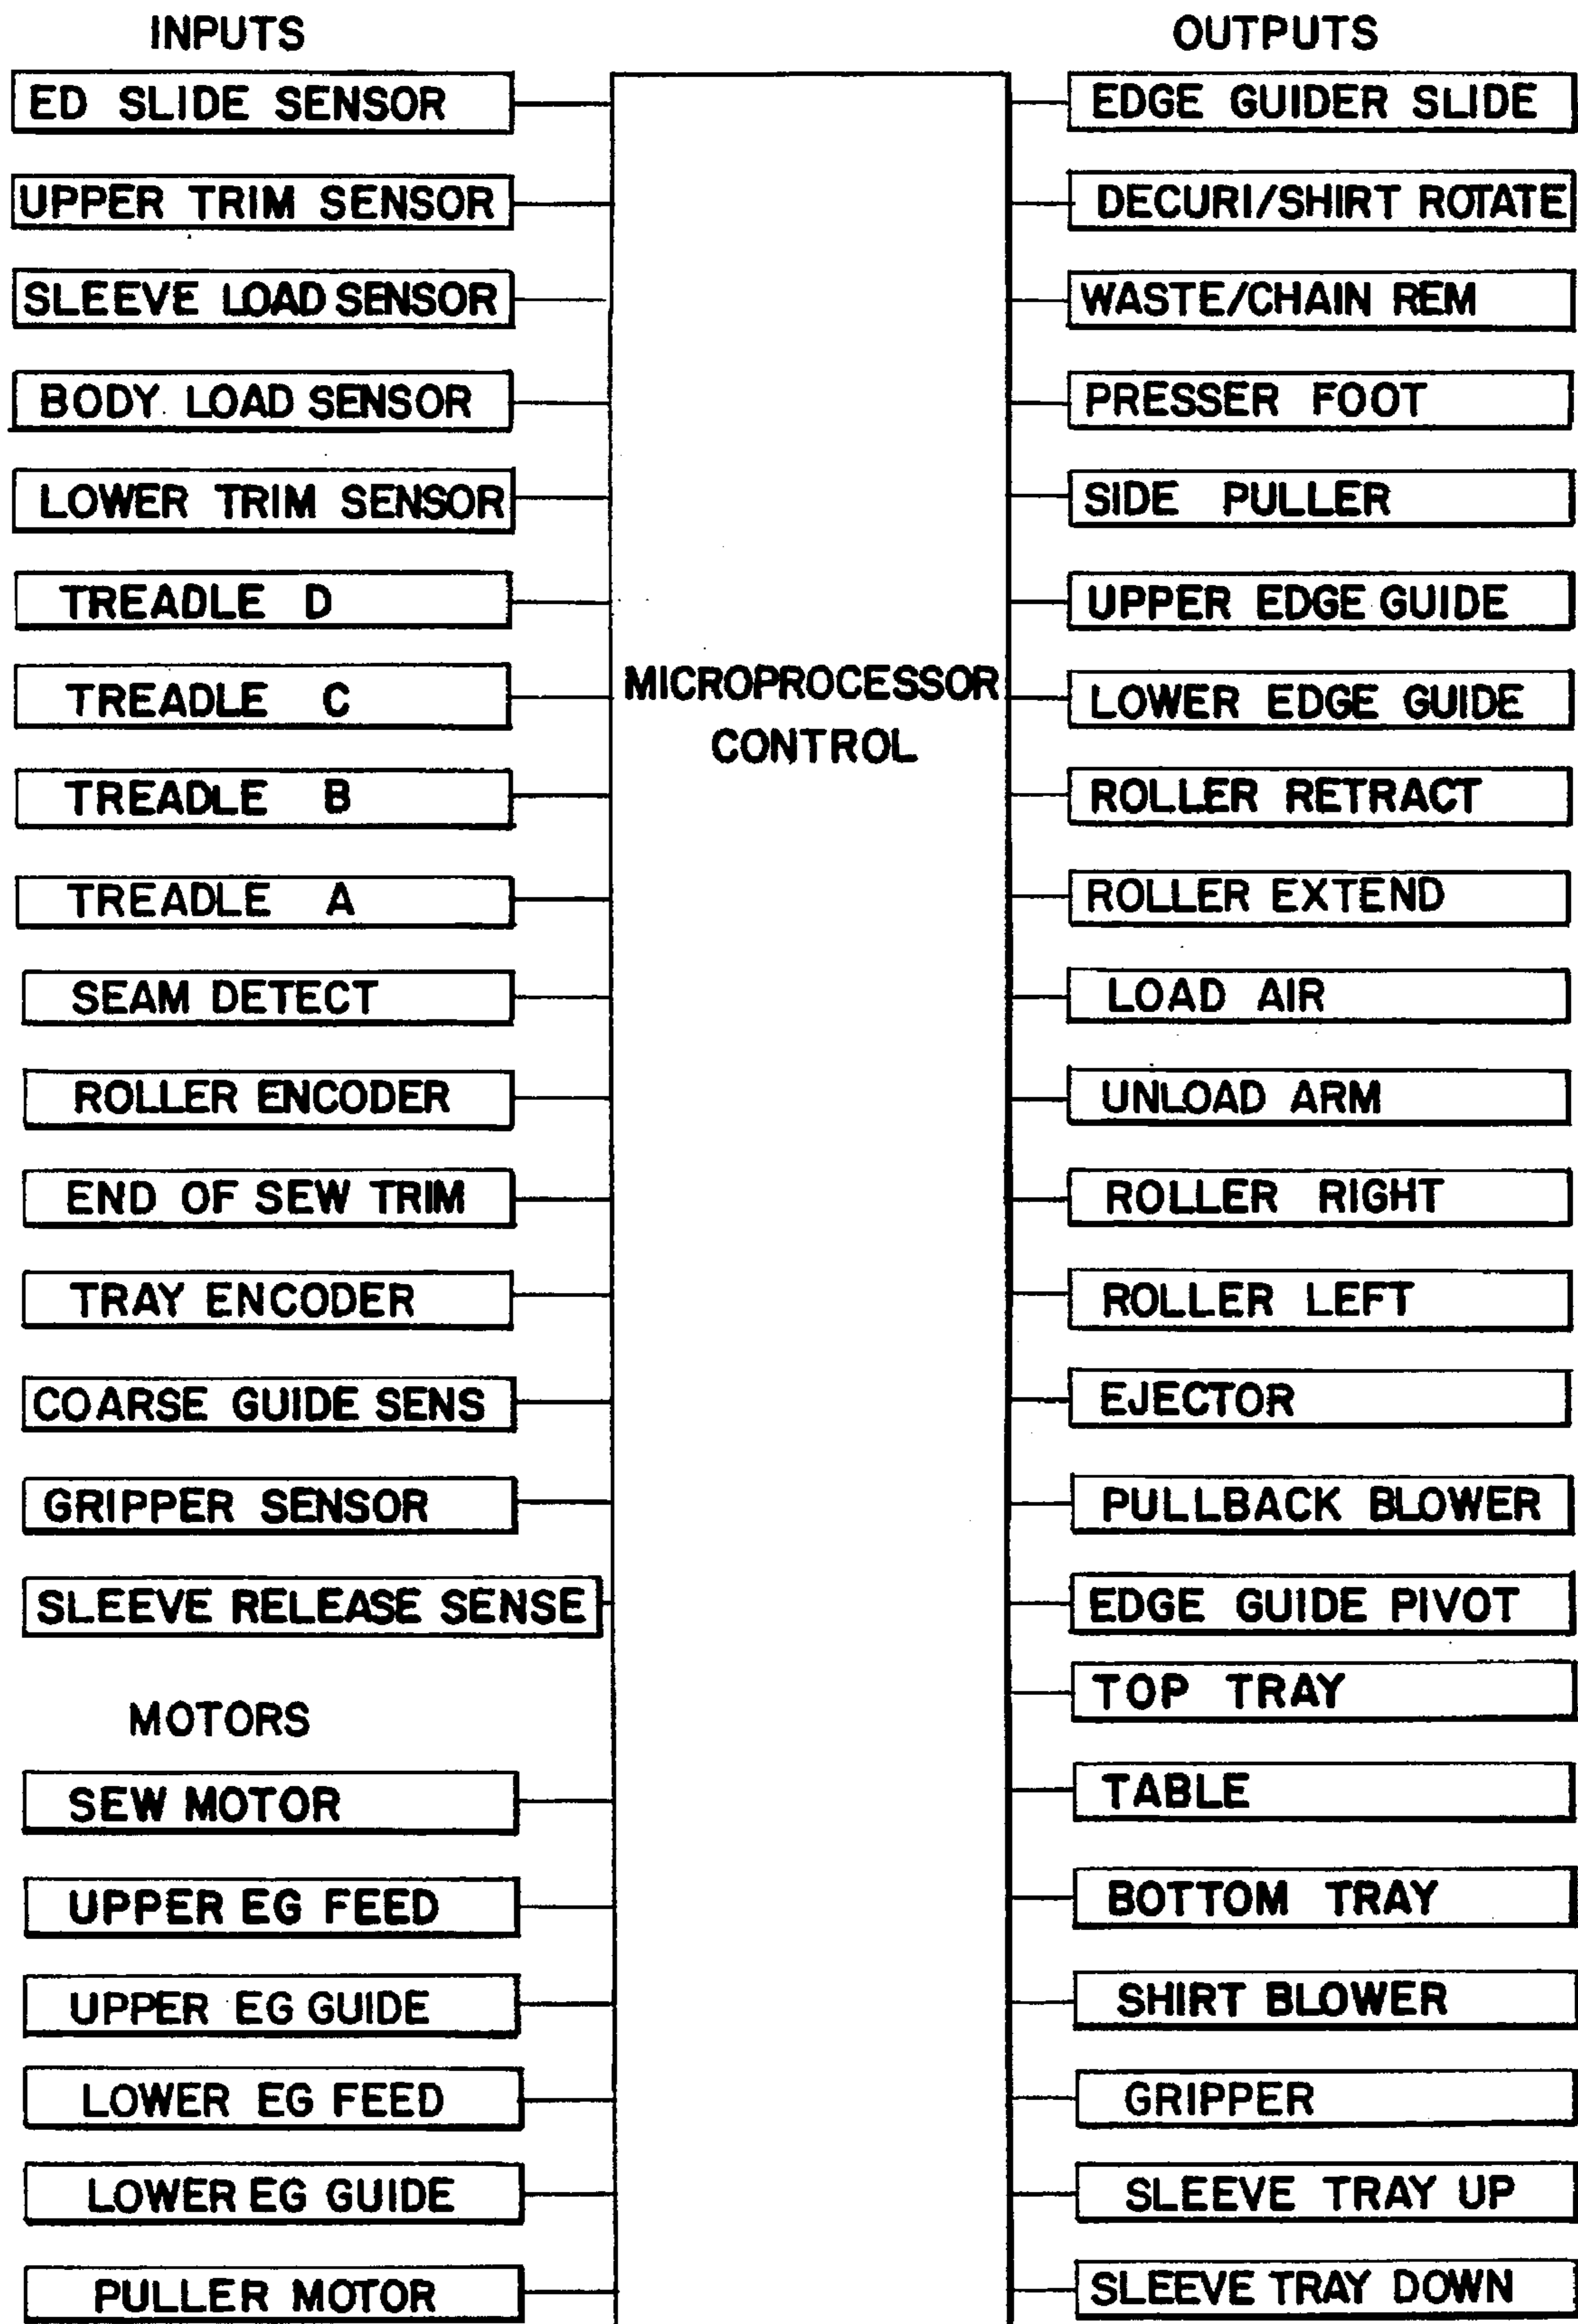 INPUTS
ED SLIDE SENSOR
UPPER TRIM SENSOR
SLEEVE LOAD SENSOR
BODY LOAD SENSOR
LOWER TRIM SENSOR
TREADLE D
TREADLE C
TREADLE B
TREADLE A
SEAM DETECT
ROLLER ENCODER
END OF SEW TRIM
TRAY ENCODER
COARSE GUIDE SENS
GRIPPER SENSOR
SLEEVE RELEASE SENSE
MOTORS
SEW MOTOR
UPPER EG FEED
UPPER EG GUIDE
LOWER EG FEED
LOWER EG GUIDE
PULLER MOTOR
MICROPROCESSOR
CONTROL
OUTPUTS
EDGE GUIDER SLIDE
DECURI/SHIRT ROTATE
WASTE/CHAIN REM
PRESSER FOOT
SIDE PULLER
UPPER EDGE GUIDE
LOWER EDGE GUIDE
ROLLER RETRACT
ROLLER EXTEND
LOAD AIR
UNLOAD ARM
ROLLER RIGHT
ROLLER LEFT
EJECTOR
PULLBACK BLOWER
EDGE GUIDE PIVOT
TOP TRAY
TABLE
BOTTOM TRAY
SHIRT BLOWER
GRIPPER
SLEEVE TRAY UP
SLEEVE TRAY DOWN